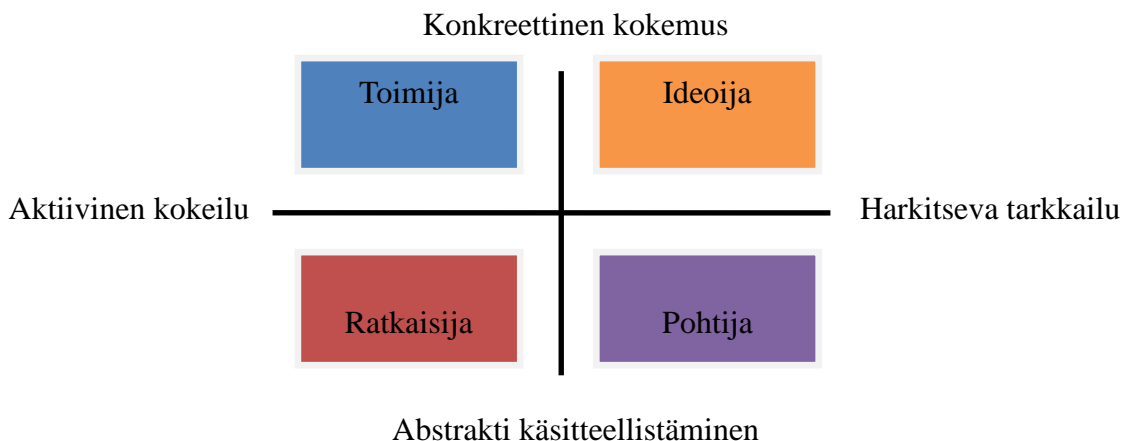 Konkreettinen kokemus
Toimija
Ideoija
Aktiivinen kokeilu
Harkitseva tarkkailu
Ratkaisija
Pohtija
Abstrakti käsitteellistäminen